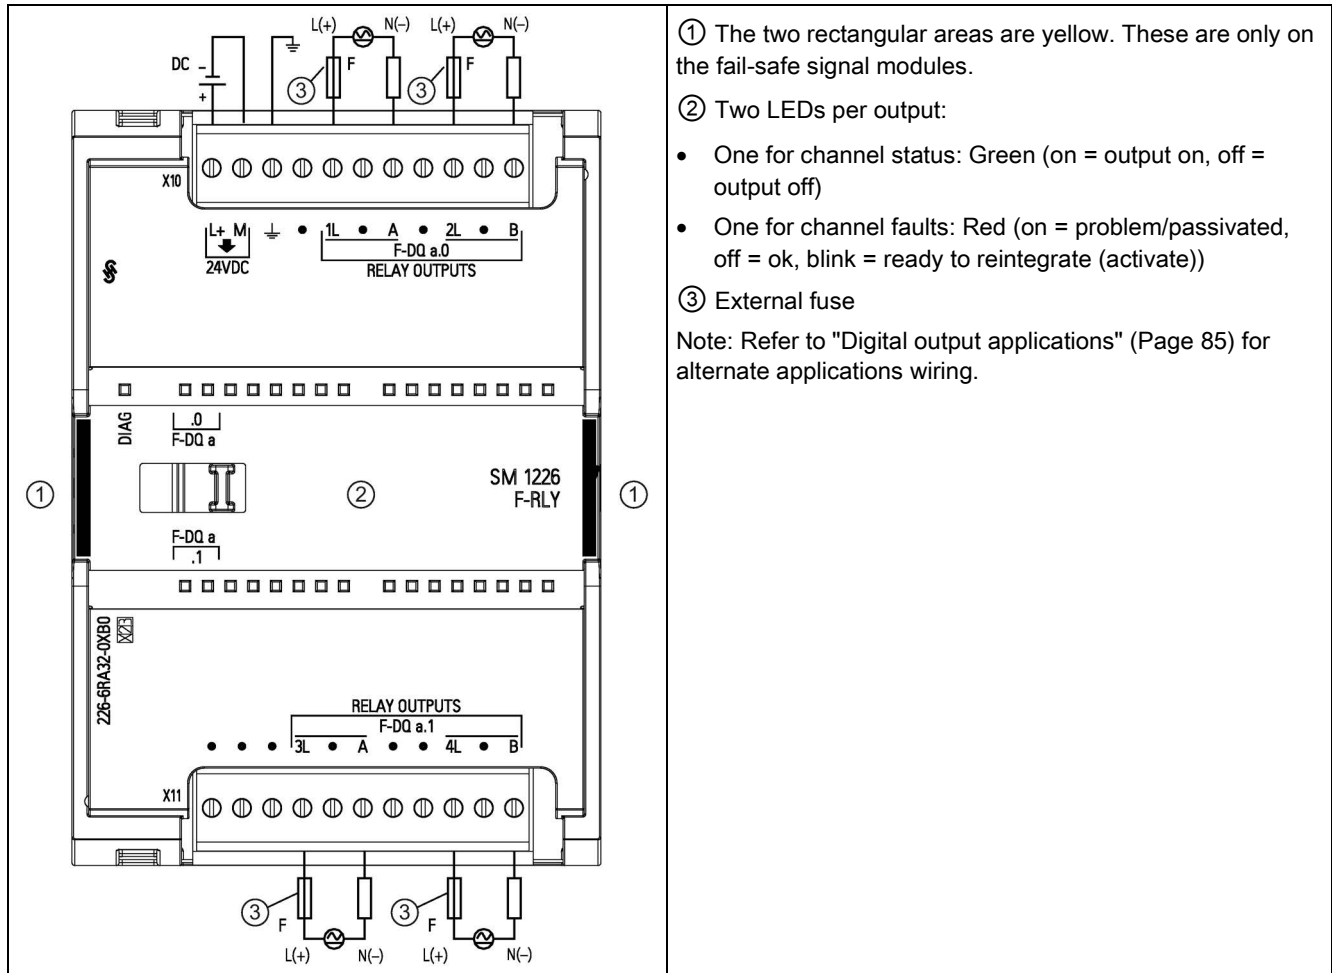 L(+) N(–) L(+) N(–)
DC – F F
③ ③
+
X10
L+ M ⏚ • 1L • A • 2L • B
F-DQ a.0
24VDC RELAY OUTPUTS
DIAG .0
F-DQ a
① ② SM 1226 ①
F-RLY
F-DQ a
.1
226-6RA32-0XB0
RELAY OUTPUTS
F-DQ a.1
• • • 3L • A • • 4L • B
X11
③ F ③ F
L(+) N(–) L(+) N(–)
① The two rectangular areas are yellow. These are only on
the fail-safe signal modules.
② Two LEDs per output:
• One for channel status: Green (on = output on, off =
output off)
• One for channel faults: Red (on = problem/passivated,
off = ok, blink = ready to reintegrate (activate))
③ External fuse
Note: Refer to "Digital output applications" (Page 85) for
alternate applications wiring.